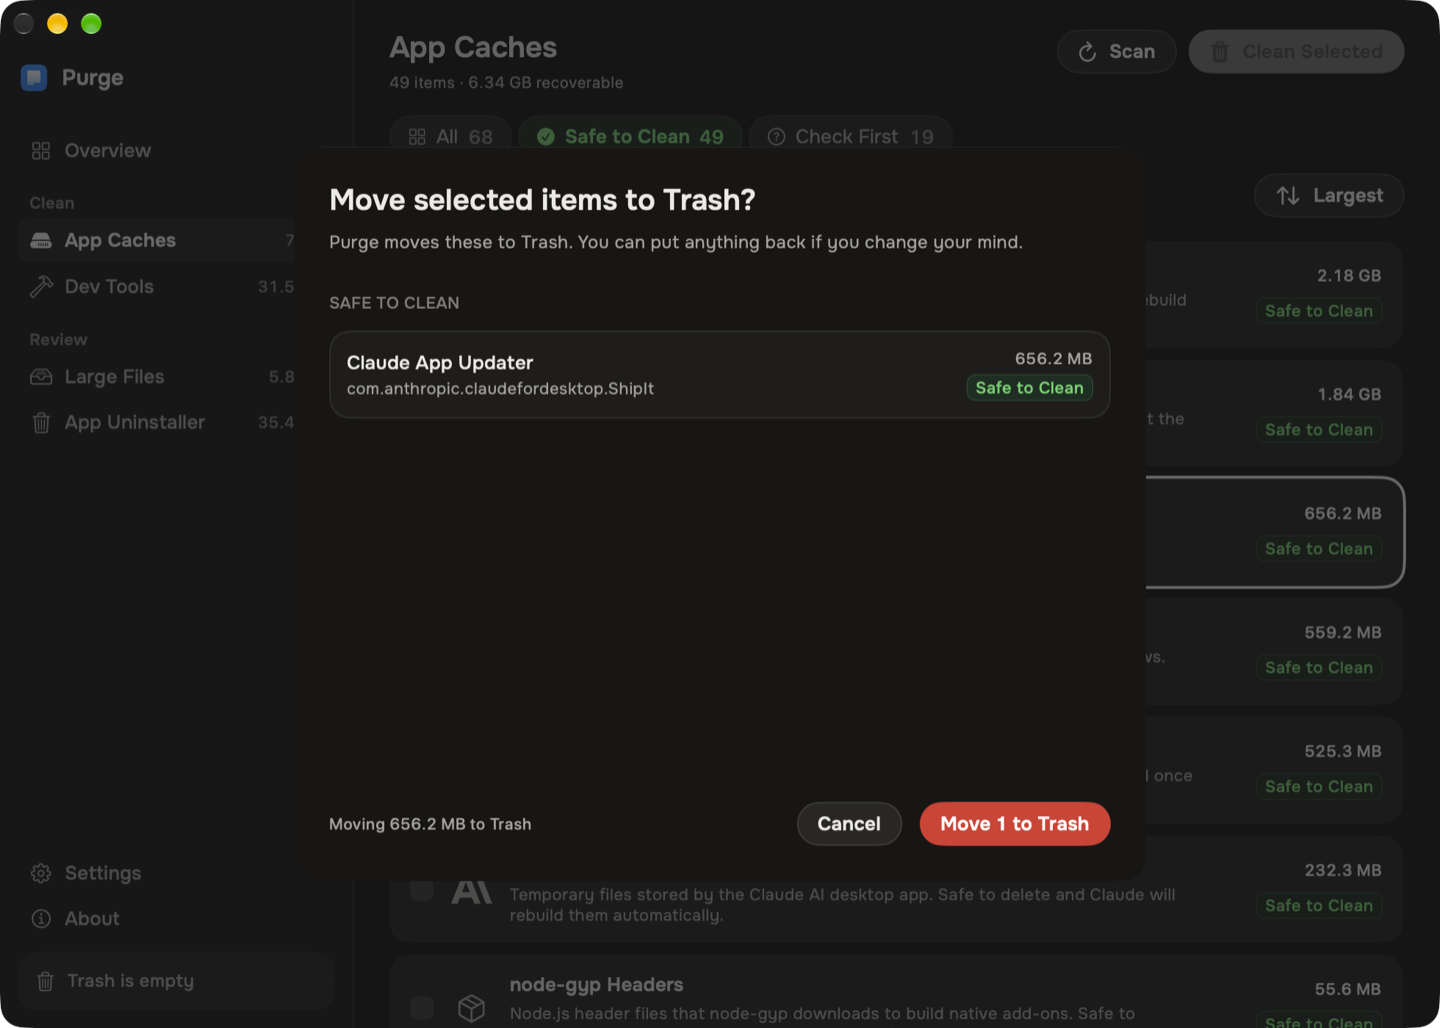 Purge
Overview
Clean
App Caches 7
Dev Tools 31.5
Review
Large Files 5.8
App Uninstaller 35.4
Settings
About
Trash is empty
App Caches
49 items · 6.34 GB recoverable
Scan
Clean Selected
All 68
Safe to Clean 49
Check First 19
Largest
Move selected items to Trash?
Purge moves these to Trash. You can put anything back if you change your mind.
SAFE TO CLEAN
Claude App Updater
656.2 MB
com.anthropic.claudefordesktop.ShipIt
Safe to Clean
Moving 656.2 MB to Trash
Cancel
Move 1 to Trash
2.18 GB
ebuild
Safe to Clean
1.84 GB
t the
Safe to Clean
656.2 MB
Safe to Clean
559.2 MB
ws.
Safe to Clean
525.3 MB
once
Safe to Clean
232.3 MB
Temporary files stored by the Claude AI desktop app. Safe to delete and Claude will
rebuild them automatically.
Safe to Clean
node-gyp Headers
55.6 MB
Node.js header files that node-gyp downloads to build native add-ons. Safe to
Safe to Clean